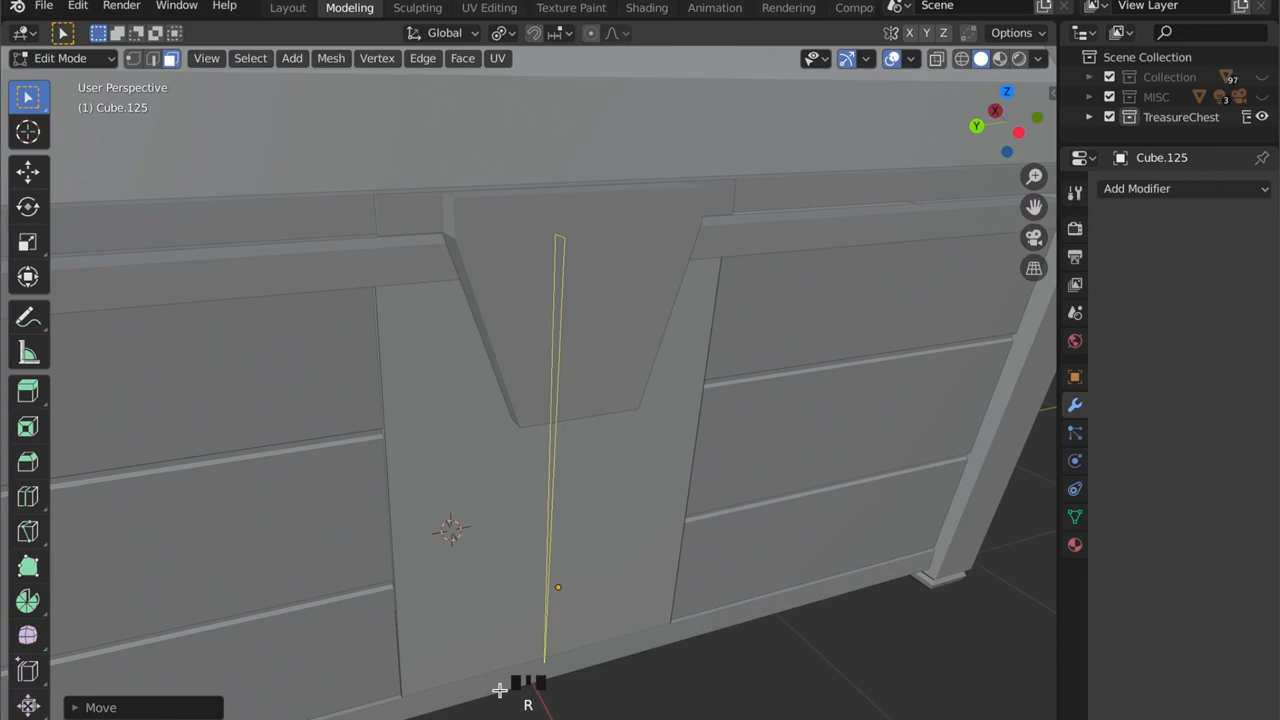 File Edit Render Window Help Layout Modeling Sculpting UV Editing Texture Paint Shading Animation Rendering Compo Scene View Layer
Global X Y Z Options
Edit Mode View Select Add Mesh Vertex Edge Face UV
User Perspective
(1) Cube.125
Z
X
Y
Scene Collection
Collection 97
MISC 3
TreasureChest
Cube.125
Add Modifier
Move
R